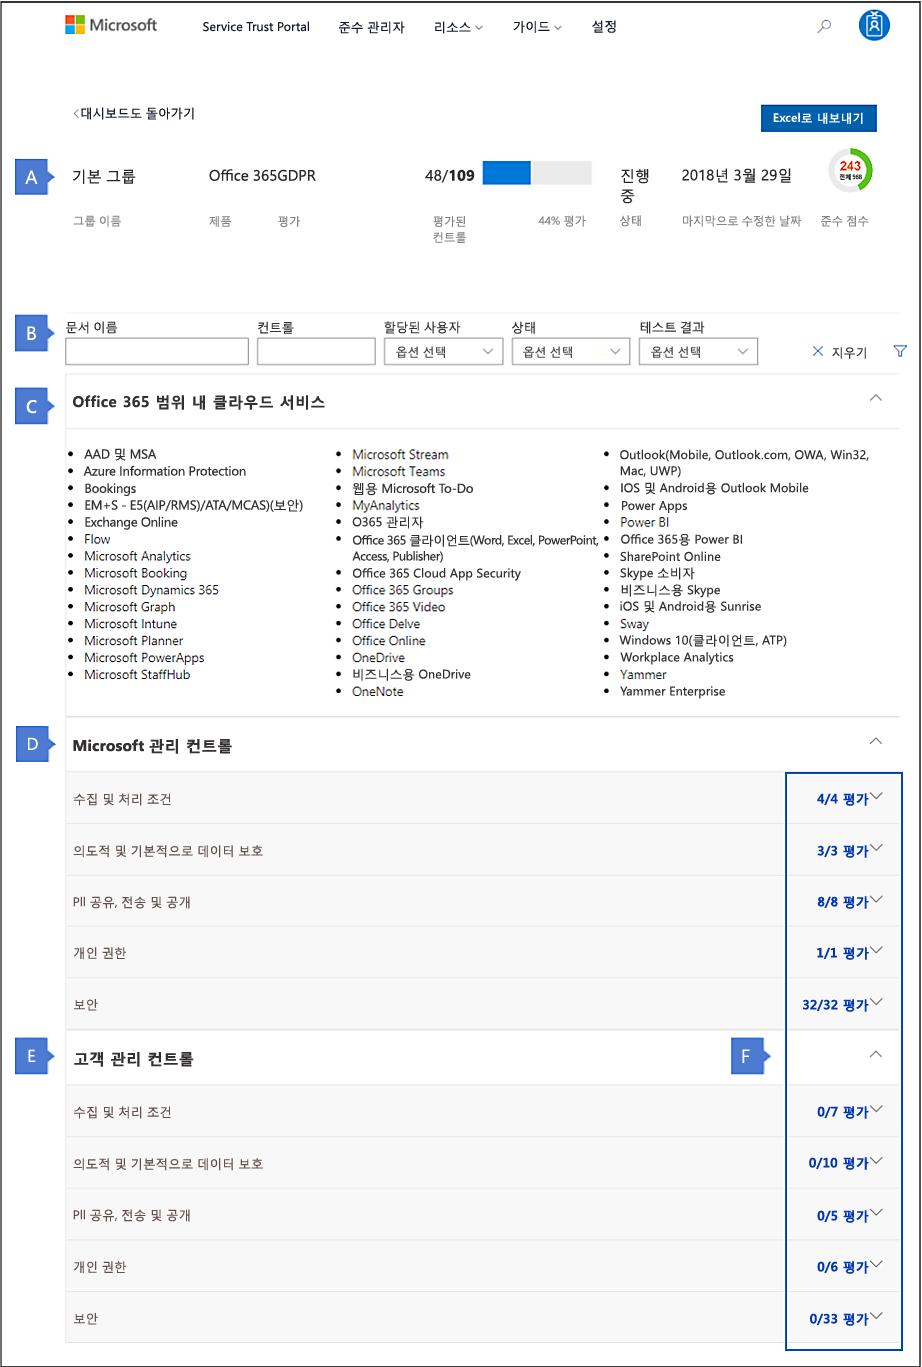 Microsoft Service Trust Portal 준수 관리자 리소스 가이드 설정
대시보드도 돌아가기
Excel로 내보내기
A 기본 그룹 Office 365GDPR 48/109 진행 중 2018년 3월 29일 243 전체 568
그룹 이름 제품 평가 평가된 컨트롤 44% 평가 상태 마지막으로 수정한 날짜 준수 점수
B 문서 이름 컨트롤 할당된 사용자 상태 테스트 결과
옵션 선택 옵션 선택 옵션 선택 지우기
C Office 365 범위 내 클라우드 서비스
AAD 및 MSA
Azure Information Protection
Bookings
EM+S - E5(AIP/RMS)/ATA/MCAS)(보안)
Exchange Online
Flow
Microsoft Analytics
Microsoft Booking
Microsoft Dynamics 365
Microsoft Graph
Microsoft Intune
Microsoft Planner
Microsoft PowerApps
Microsoft StaffHub
Microsoft Stream
Microsoft Teams
웹용 Microsoft To-Do
MyAnalytics
O365 관리자
Office 365 클라이언트(Word, Excel, PowerPoint,
Access, Publisher)
Office 365 Cloud App Security
Office 365 Groups
Office 365 Video
Office Delve
Office Online
OneDrive
비즈니스용 OneDrive
OneNote
Outlook(Mobile, Outlook.com, OWA, Win32,
Mac, UWP)
IOS 및 Android용 Outlook Mobile
Power Apps
Power BI
Office 365용 Power BI
SharePoint Online
Skype 소비자
비즈니스용 Skype
iOS 및 Android용 Sunrise
Sway
Windows 10(클라이언트, ATP)
Workplace Analytics
Yammer
Yammer Enterprise
D Microsoft 관리 컨트롤
수집 및 처리 조건 4/4 평가
의도적 및 기본적으로 데이터 보호 3/3 평가
PII 공유, 전송 및 공개 8/8 평가
개인 권한 1/1 평가
보안 32/32 평가
E 고객 관리 컨트롤 F
수집 및 처리 조건 0/7 평가
의도적 및 기본적으로 데이터 보호 0/10 평가
PII 공유, 전송 및 공개 0/5 평가
개인 권한 0/6 평가
보안 0/33 평가